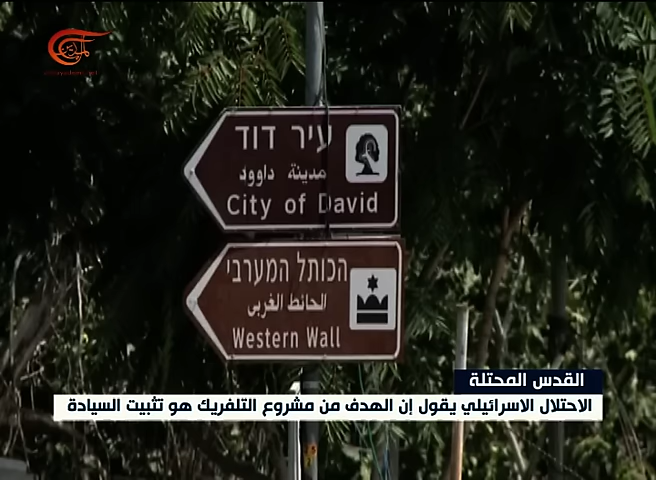 الميادين
עיר דוד
مدينة داوود
City of David
הכותל המערבי
الحائط الغربي
Western Wall
القدس المحتلة
الاحتلال الاسرائيلي يقول إن الهدف من مشروع التلفريك هو تثبيت السيادة